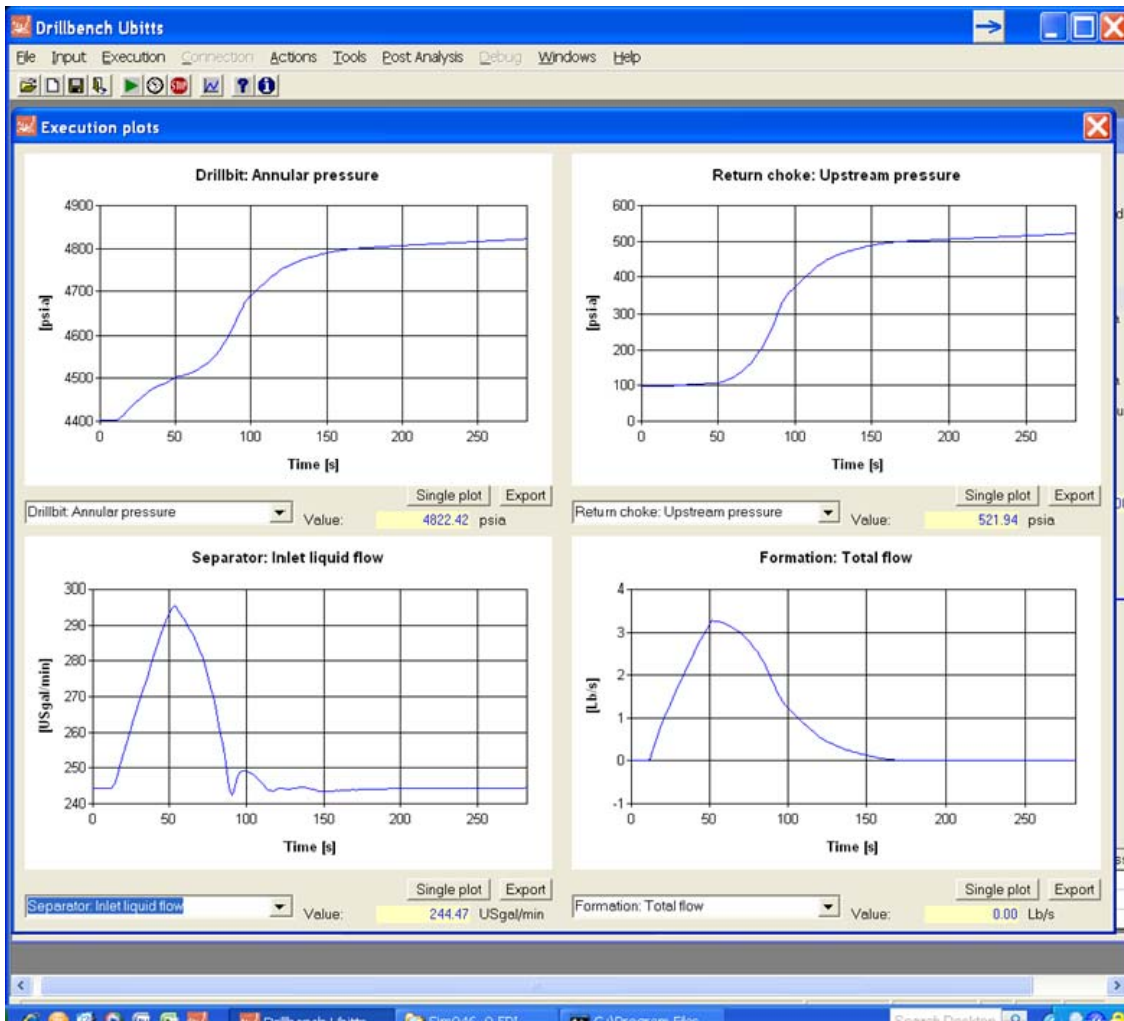 Drillbench Ubitts
File Input Execution Connection Actions Tools Post Analysis Debug Windows Help
STOP
Execution plots
Drillbit: Annular pressure
4900
4800
4700
4600
4500
4400
[psia]
0 50 100 150 200 250
Time [s]
Single plot Export
Drillbit: Annular pressure Value: 4822.42 psia
Return choke: Upstream pressure
600
500
400
300
200
100
0
[psia]
0 50 100 150 200 250
Time [s]
Single plot Export
Return choke: Upstream pressure Value: 521.94 psia
Separator: Inlet liquid flow
300
290
280
270
260
250
240
[USgal/min]
0 50 100 150 200 250
Time [s]
Single plot Export
Separator: Inlet liquid flow Value: 244.47 USgal/min
Formation: Total flow
4
3
2
1
0
-1
[Lb/s]
0 50 100 150 200 250
Time [s]
Single plot Export
Formation: Total flow Value: 0.00 Lb/s
Drillbench Ubitts
C:\Program Files
Search Desktop